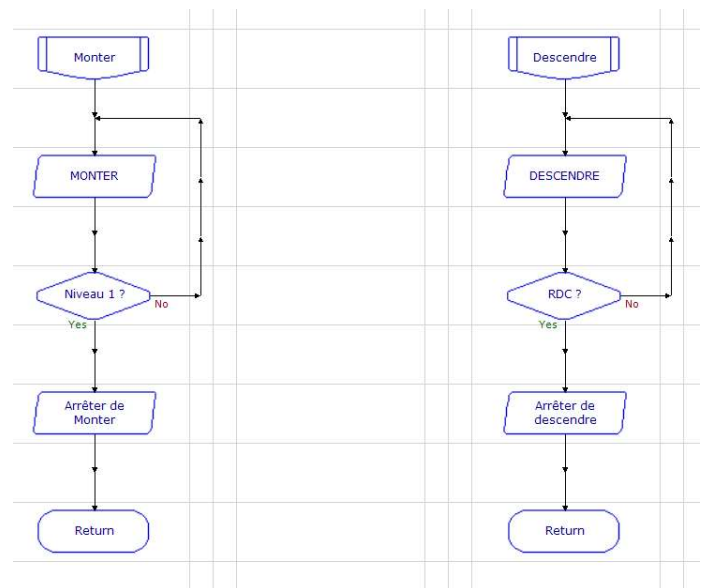 Monter
MONTER
Niveau 1 ?
No
Yes
Arrêter de
Monter
Return
Descendre
DESCENDRE
RDC ?
No
Yes
Arrêter de
descendre
Return